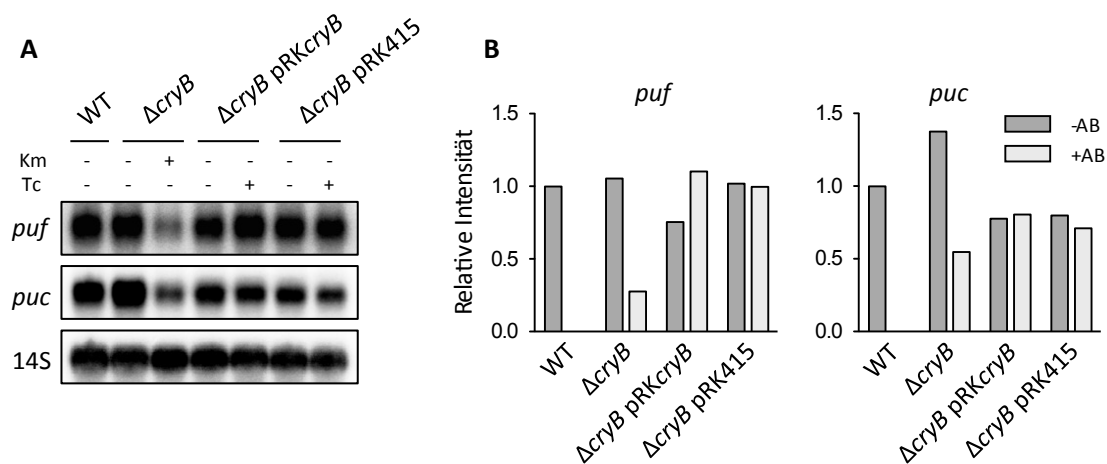 A
WT
ΔcryB
ΔcryB pRKcryB
ΔcryB pRK415
Km - - + - - - -
Tc - - - - + - +
puf
puc
14S
B
puf
Relative Intensität
1.5
1.0
0.5
0.0
WT
ΔcryB
ΔcryB pRKcryB
ΔcryB pRK415
puc
1.5
1.0
0.5
0.0
-AB
+AB
WT
ΔcryB
ΔcryB pRKcryB
ΔcryB pRK415